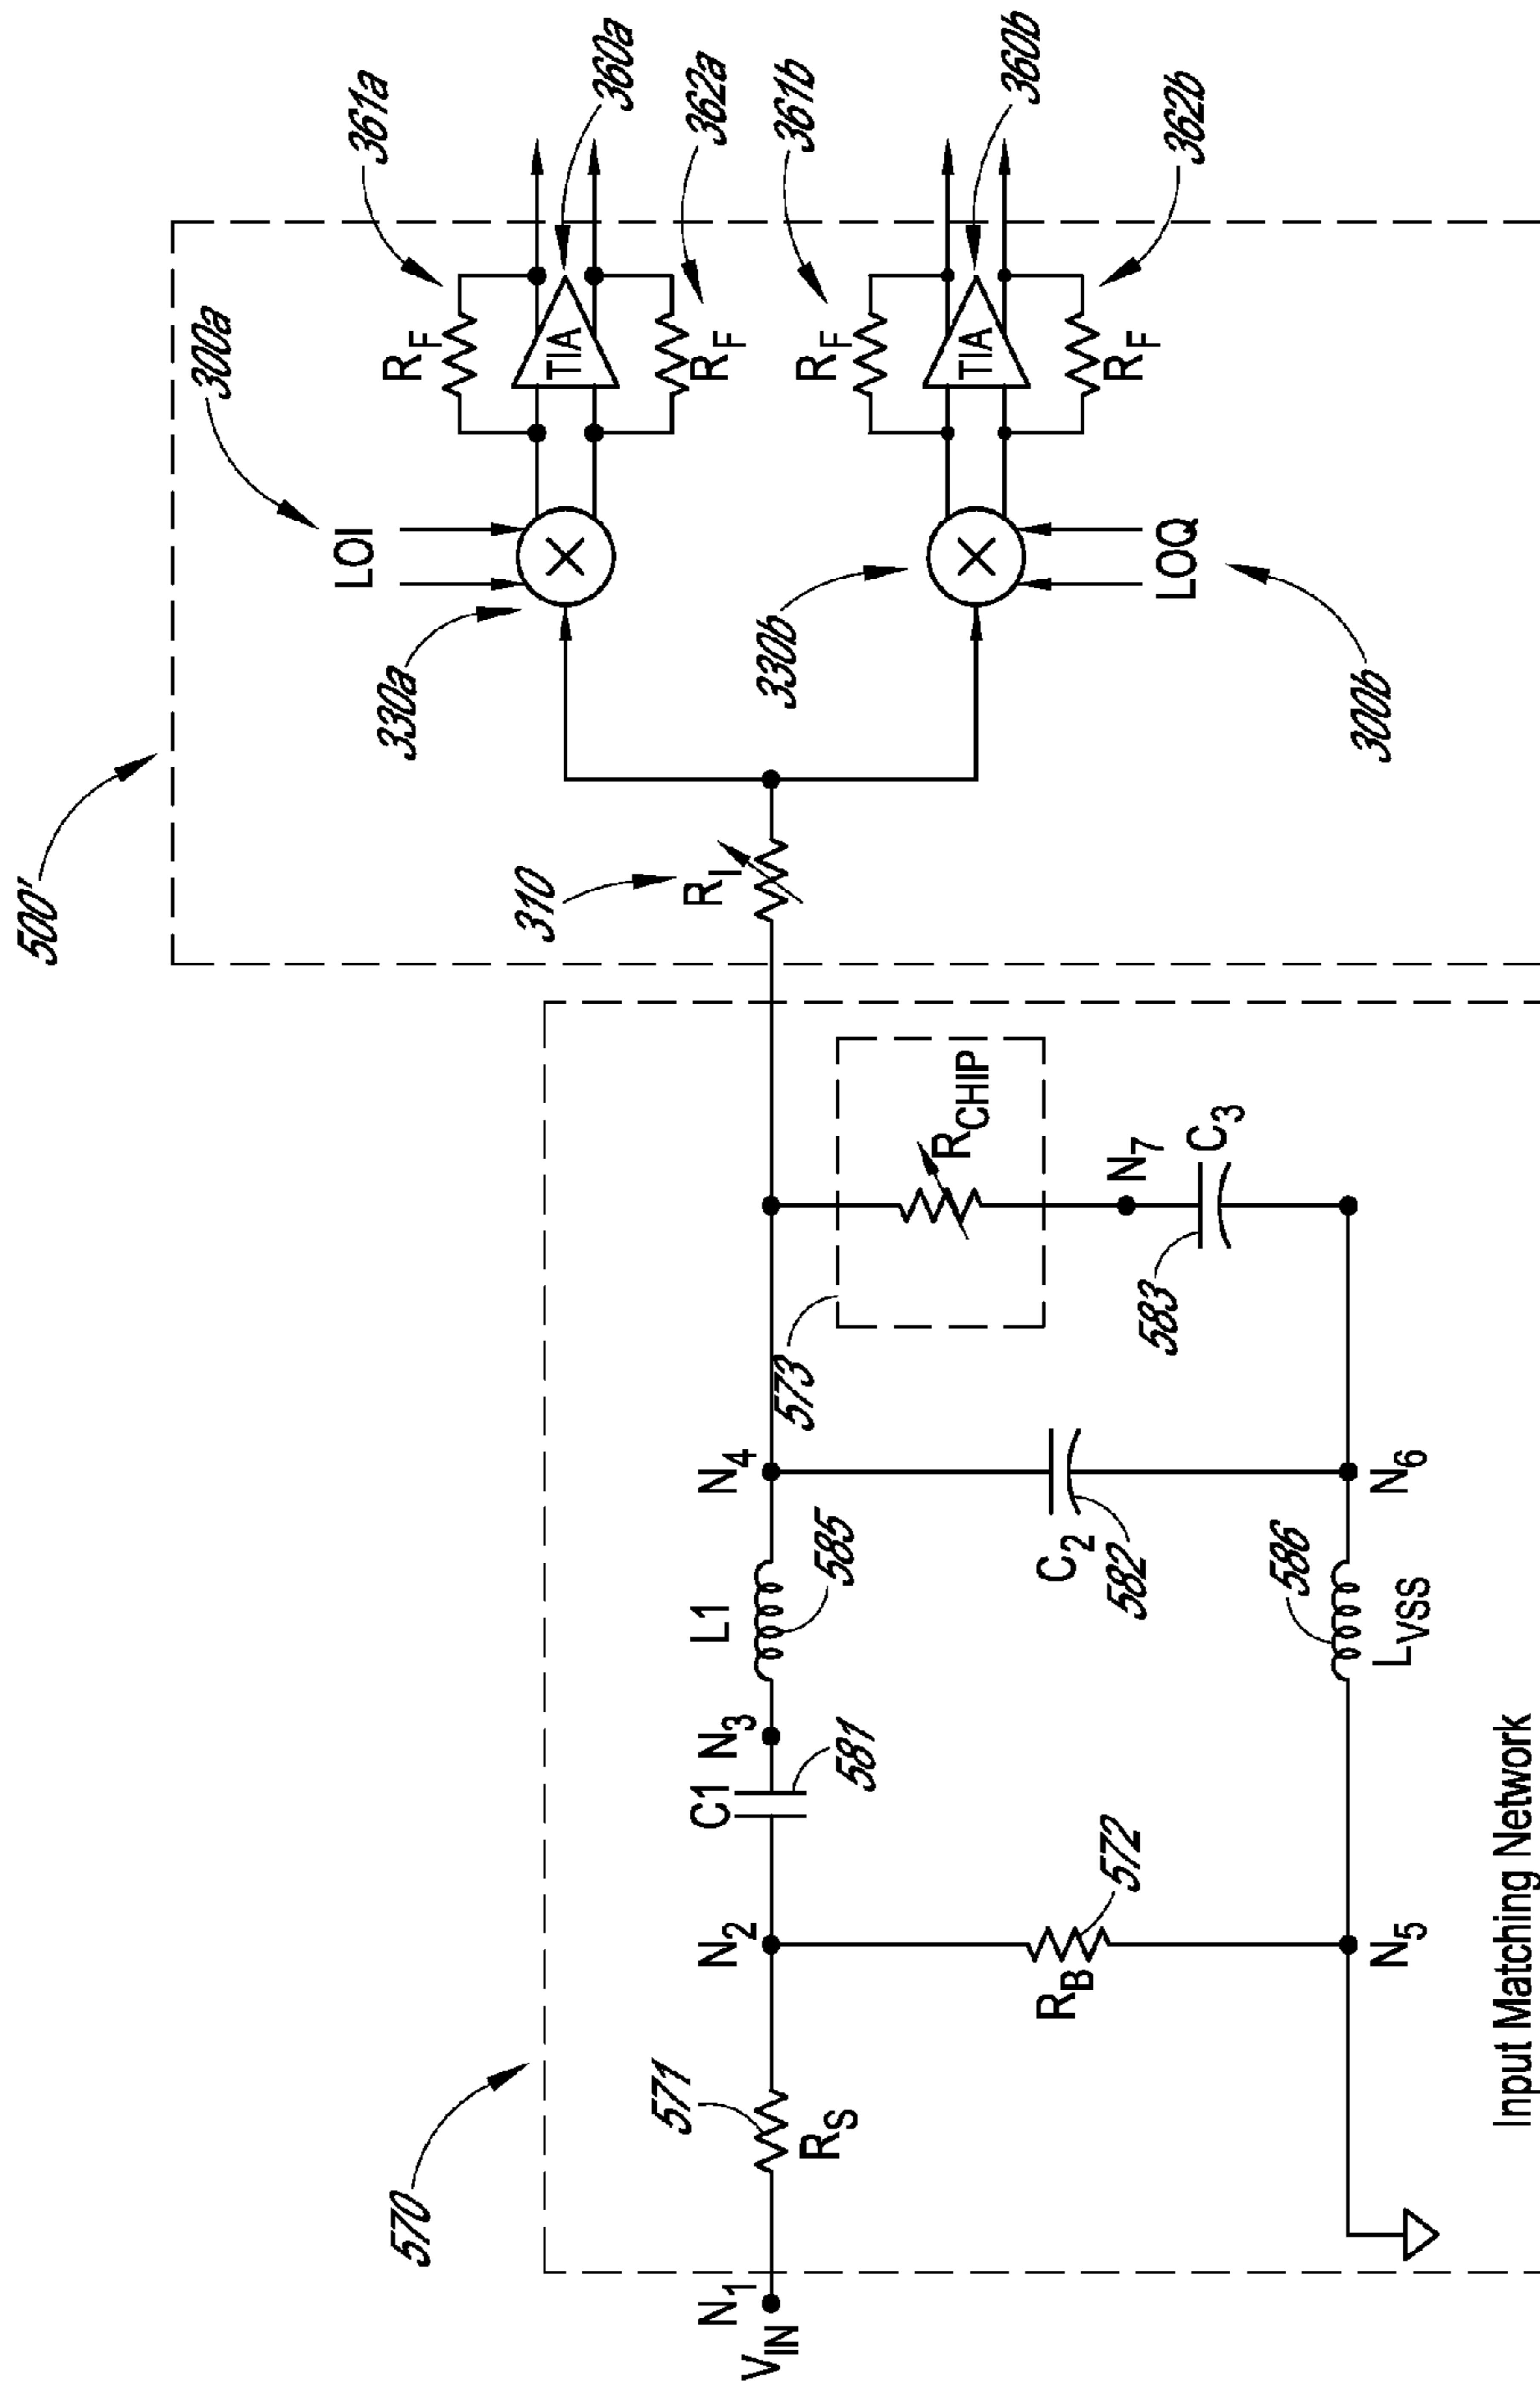 500'
300a
LOI
330a
R_F
361a
TIA
360a
R_F
362a
310
R_I
330b
LOQ
300b
R_F
361b
TIA
360b
R_F
362b
570
N_1
V_IN
571
R_S
N_2
C1
581
N_3
L1
585
N_4
573
R_CHIP
N_7
C_3
583
R_B
572
C_2
582
N_5
586
L_VSS
N_6
Input Matching Network